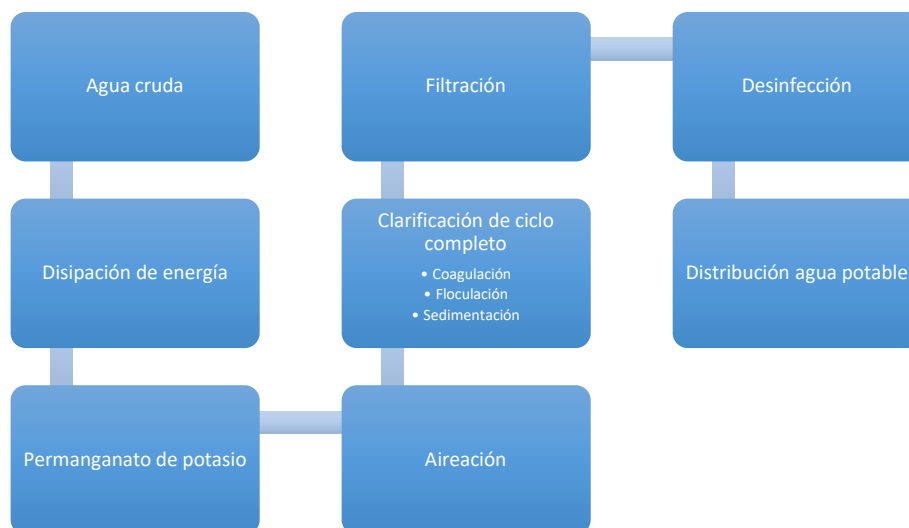 Agua cruda
Disipación de energía
Permanganato de potasio
Aireación
Clarificación de ciclo
completo
• Coagulación
• Floculación
• Sedimentación
Filtración
Desinfección
Distribución agua potable